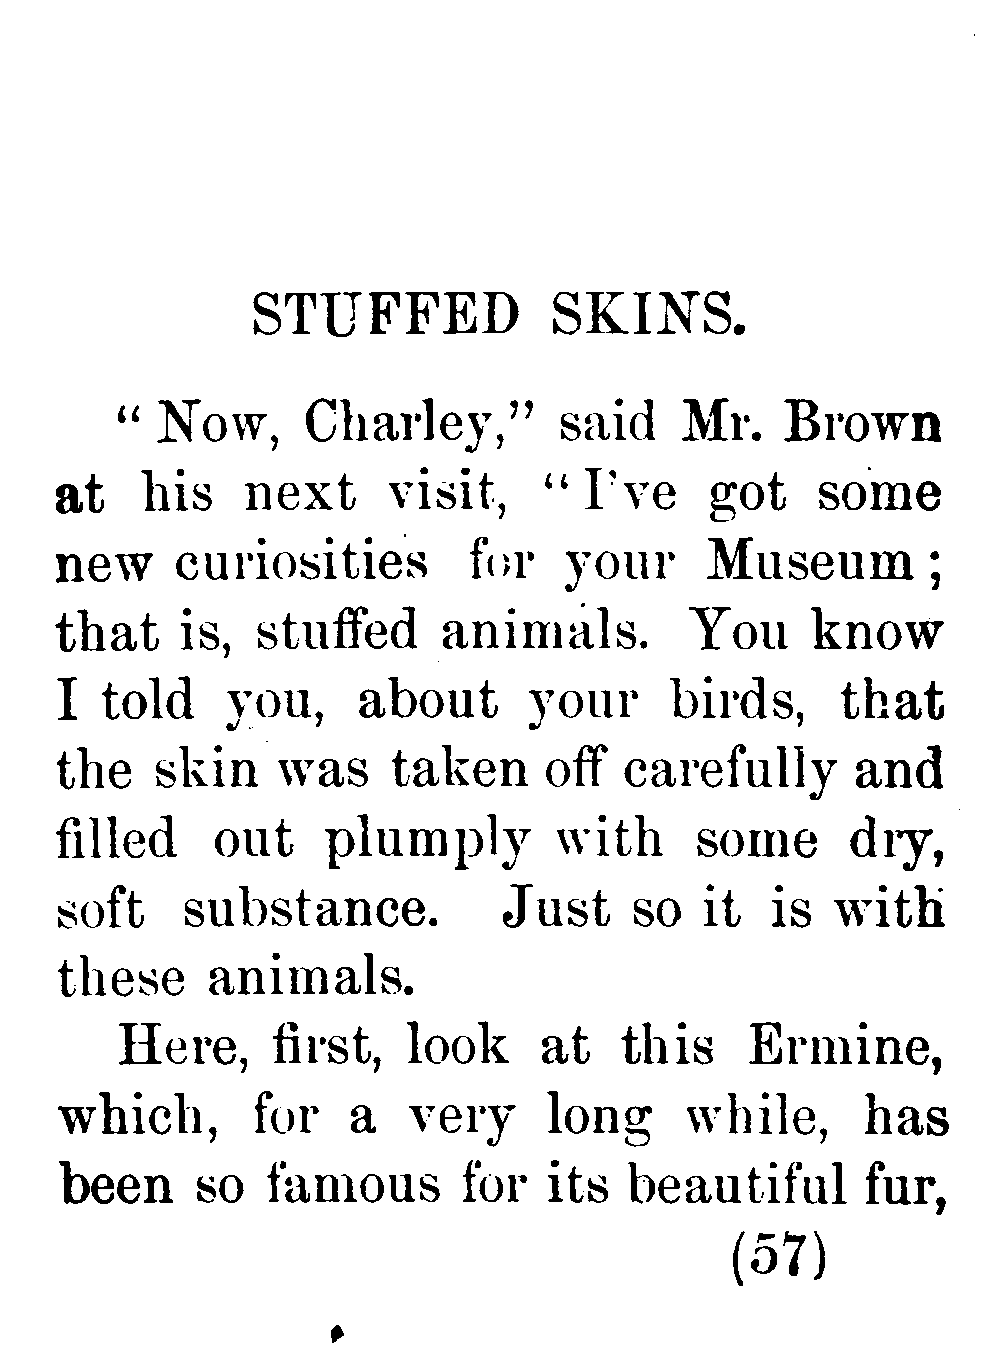 STUFFED SKINS.
“Now, Charley,” said Mr. Brown
at his next visit, “I've got some
new curiosities for your Museum;
that is, stuffed animals. You know
I told you, about your birds, that
the skin was taken off carefully and
filled out plumply with some dry,
soft substance. Just so it is with
these animals.
Here, first, look at this Ermine,
which, for a very long while, has
been so famous for its beautiful fur,
(57)